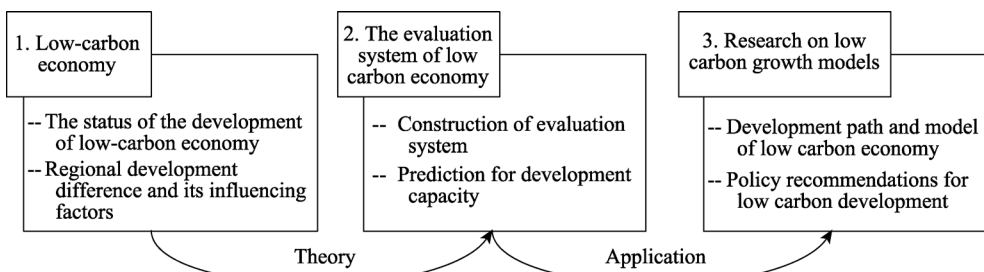 1. Low-carbon
economy
-- The status of the development
of low-carbon economy
-- Regional development
difference and its influencing
factors
2. The evaluation
system of low
carbon economy
-- Construction of evaluation
system
-- Prediction for development
capacity
3. Research on low
carbon growth models
-- Development path and model
of low carbon economy
-- Policy recommendations for
low carbon development
Theory
Application